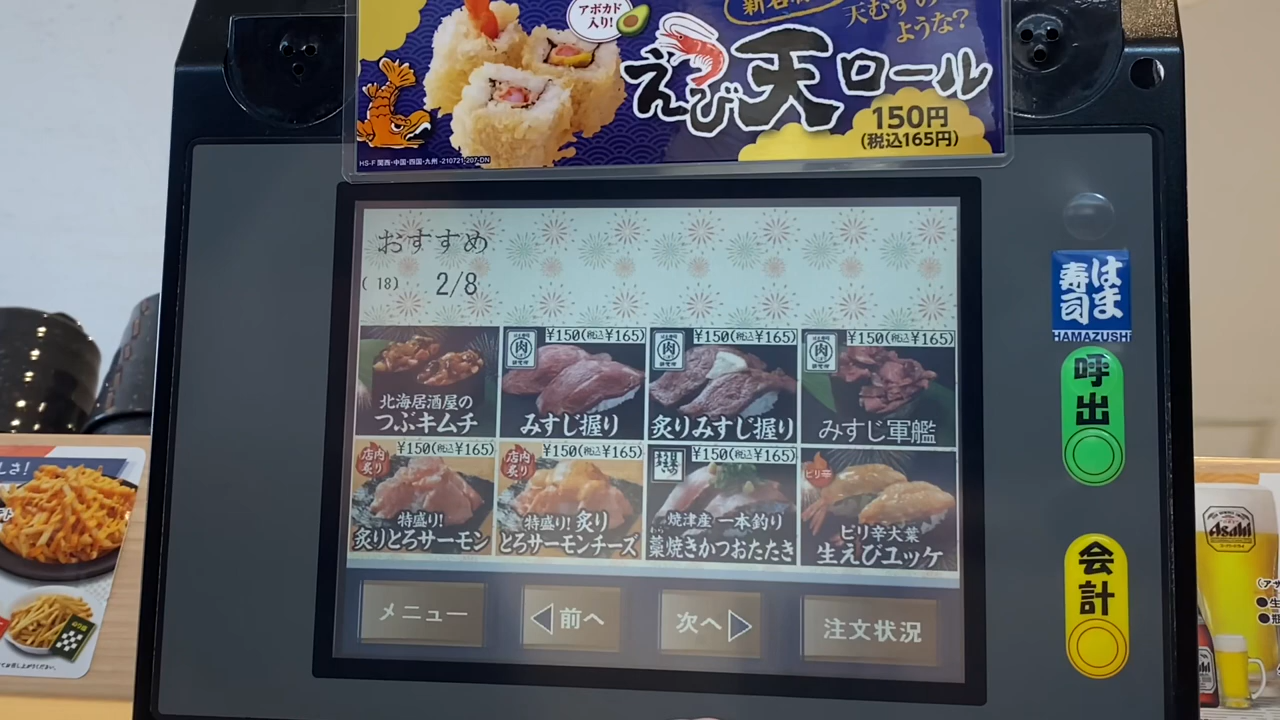 アボカド
入り!
天むすの
ような?
えび天ロール
150円
(税込165円)
HS-F 関西・中国・四国・九州 -210721-207-DN
おすすめ
( 18) 2/8
北海居酒屋の
つぶキムチ
¥150(税込¥165)
肉
みすじ握り
¥150(税込¥165)
肉
炙りみすじ握り
¥150(税込¥165)
肉
みすじ軍艦
¥150(税込¥165)
店内
炙り
特盛り!
炙りとろサーモン
¥150(税込¥165)
店内
炙り
特盛り! 炙り
とろサーモンチーズ
¥150(税込¥165)
焼津産 一本釣り
藁焼きかつおたたき
ピリ辛
ピリ辛大葉
生えびユッケ
メニュー
前へ
次へ
注文状況
はま
寿司
HAMAZUSHI
呼出
会計
Asahi